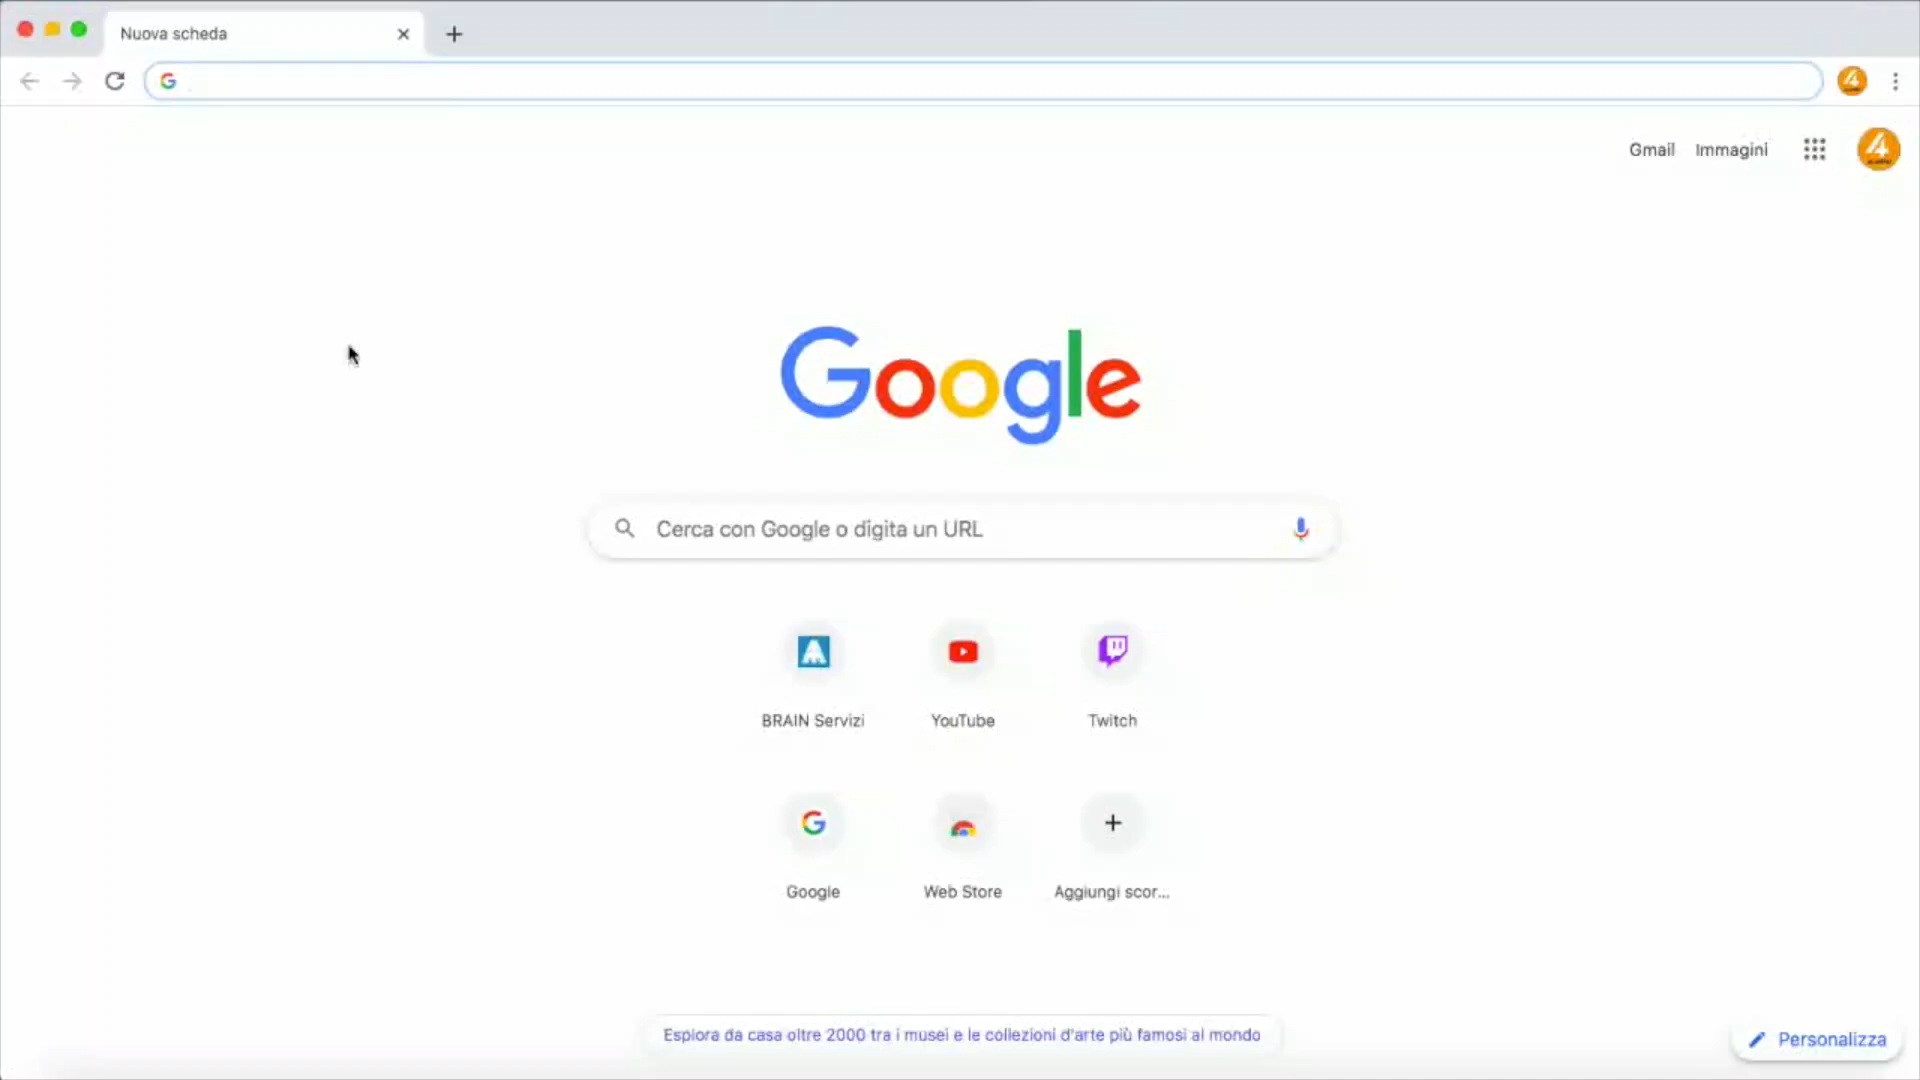 Nuova scheda
Gmail Immagini
Google
Cerca con Google o digita un URL
BRAIN Servizi YouTube Twitch
Google Web Store Aggiungi scor...
Esplora da casa oltre 2000 tra i musei e le collezioni d'arte più famosi al mondo
Personalizza